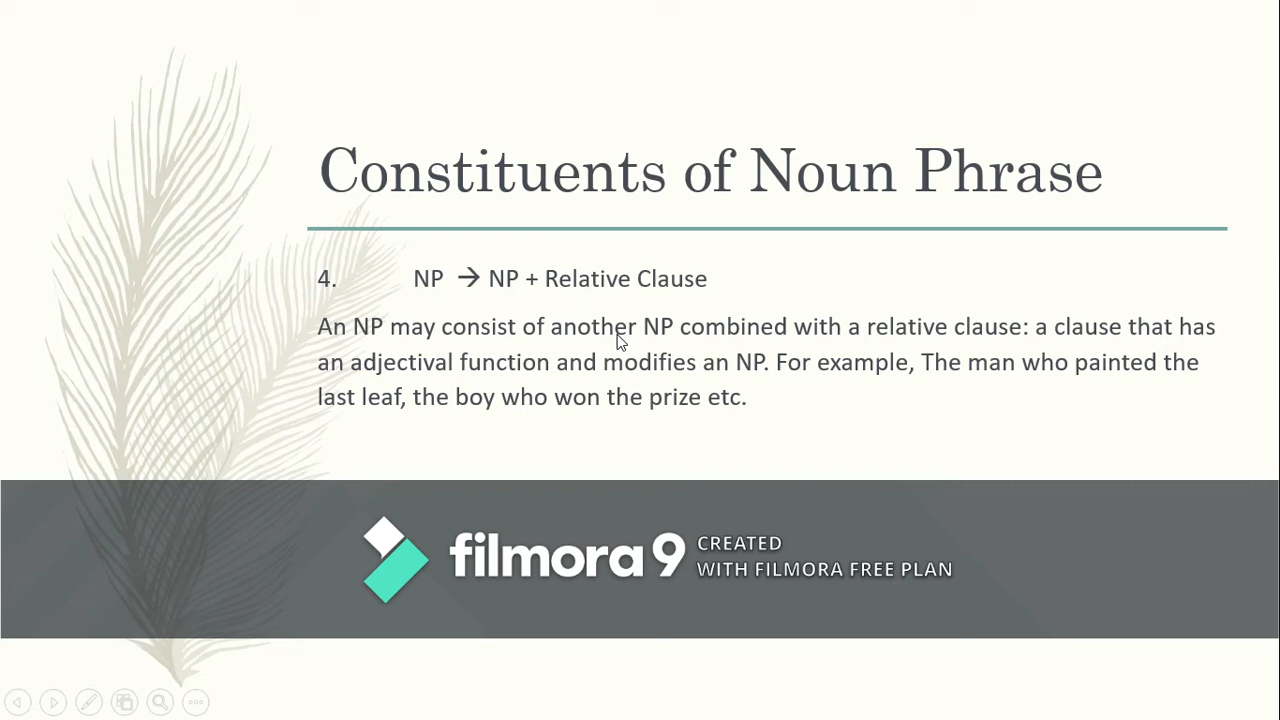 Constituents of Noun Phrase
4. NP → NP + Relative Clause
An NP may consist of another NP combined with a relative clause: a clause that has
an adjectival function and modifies an NP. For example, The man who painted the
last leaf, the boy who won the prize etc.
filmora 9
CREATED
WITH FILMORA FREE PLAN